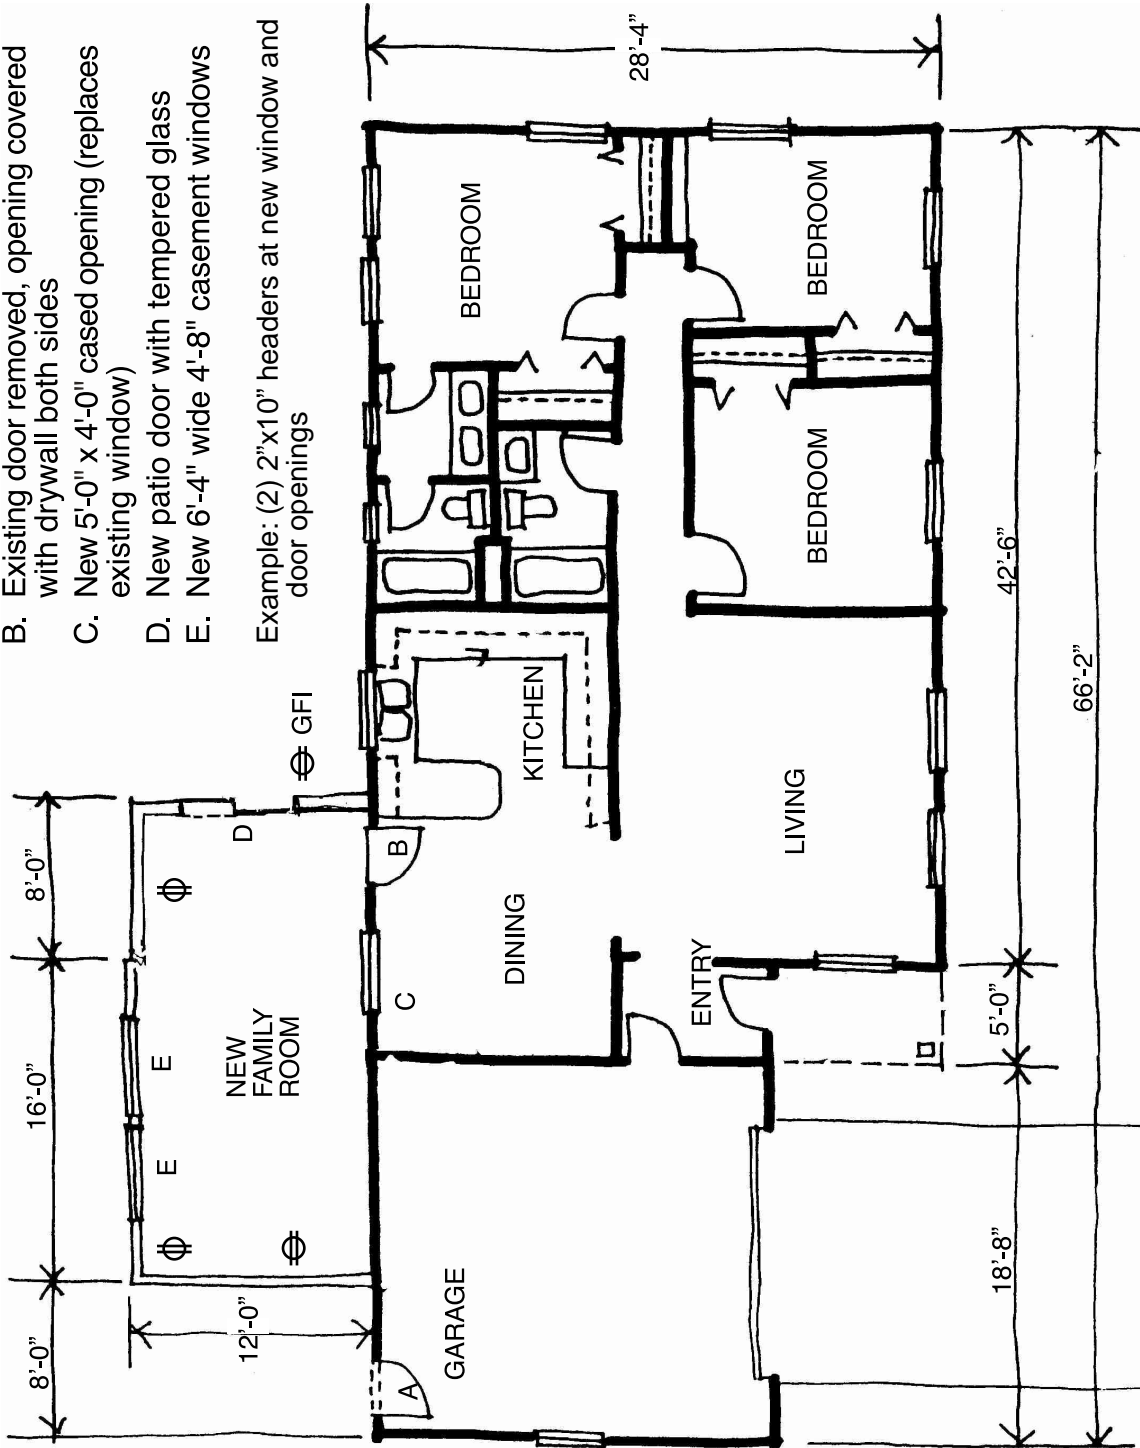 B. Existing door removed, opening covered
with drywall both sides
C. New 5'-0" x 4'-0" cased opening (replaces
existing window)
D. New patio door with tempered glass
E. New 6'-4" wide 4'-8" casement windows
Example: (2) 2”x10” headers at new window and
door openings
8'-0”
16'-0”
8'-0”
12'-0”
GFI
D
E
E
NEW
FAMILY
ROOM
A
B
C
GARAGE
DINING
KITCHEN
BEDROOM
ENTRY
LIVING
BEDROOM
BEDROOM
28'-4”
18'-8”
5'-0”
42'-6”
66'-2”